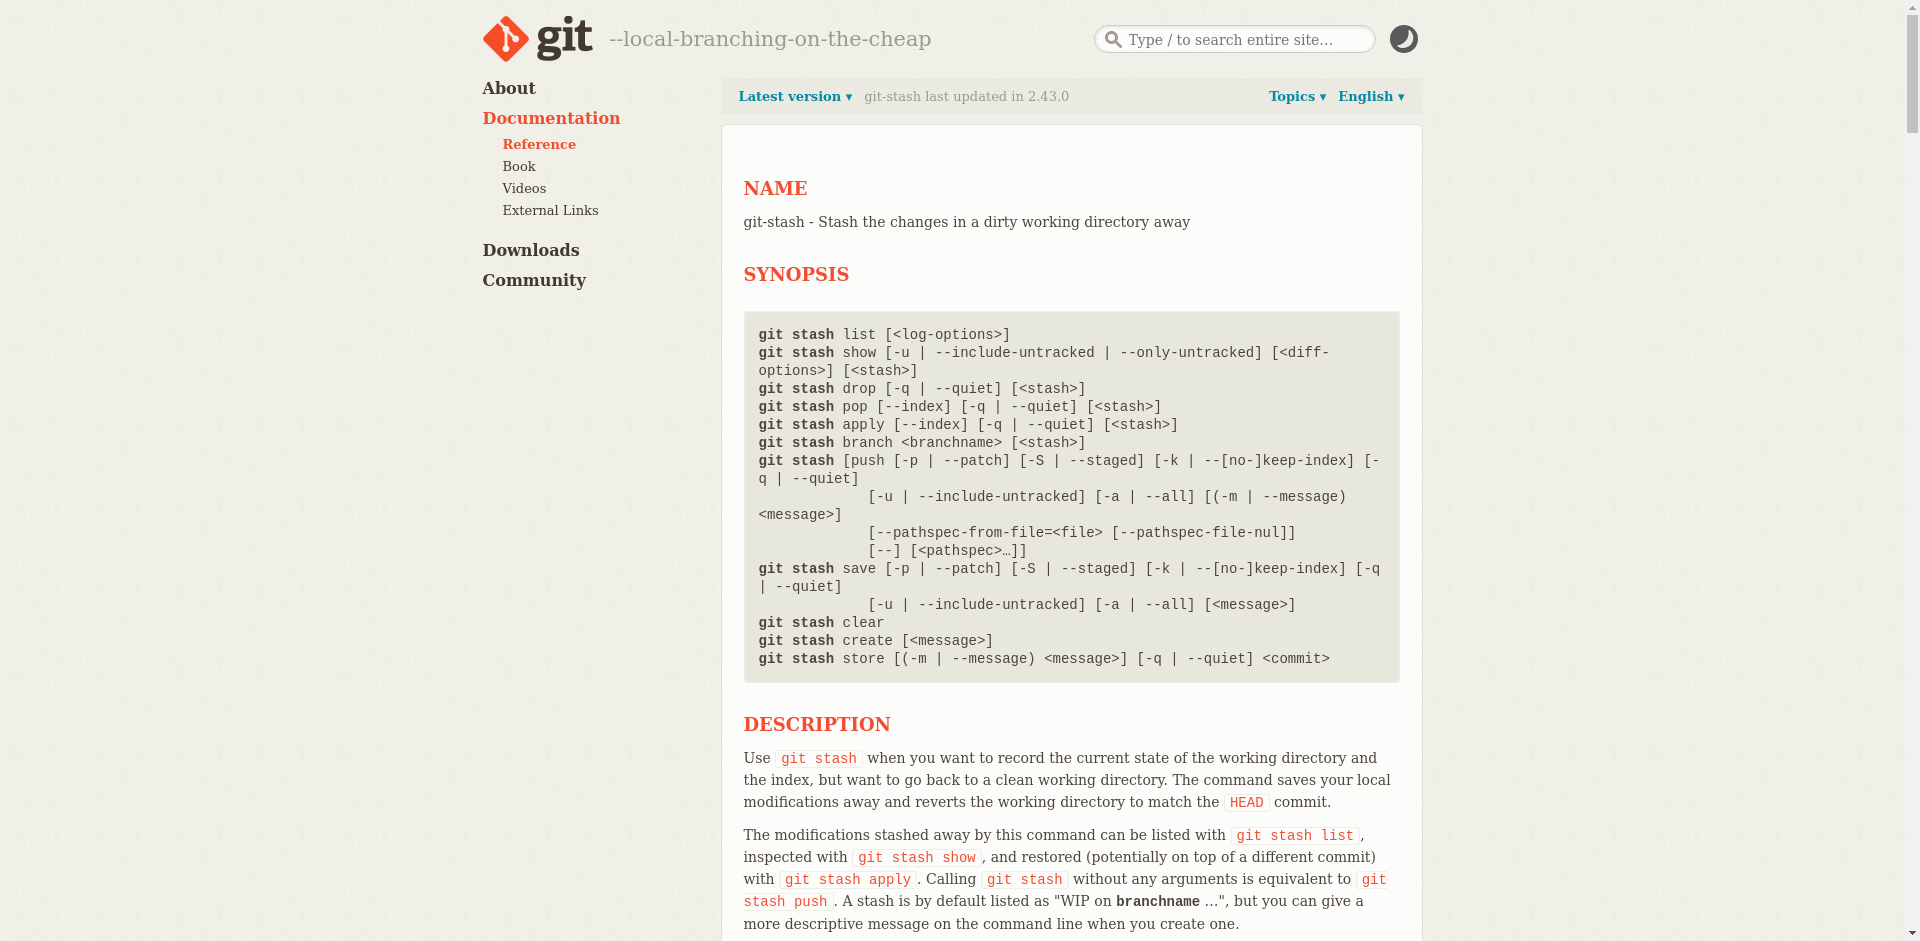 git --local-branching-on-the-cheap
Type / to search entire site...
About
Documentation
Reference
Book
Videos
External Links
Downloads
Community
Latest version ▾ git-stash last updated in 2.43.0
Topics ▾ English ▾
NAME
git-stash - Stash the changes in a dirty working directory away
SYNOPSIS
git stash list [<log-options>]
git stash show [-u | --include-untracked | --only-untracked] [<diff-
options>] [<stash>]
git stash drop [-q | --quiet] [<stash>]
git stash pop [--index] [-q | --quiet] [<stash>]
git stash apply [--index] [-q | --quiet] [<stash>]
git stash branch <branchname> [<stash>]
git stash [push [-p | --patch] [-S | --staged] [-k | --[no-]keep-index] [-
q | --quiet]
             [-u | --include-untracked] [-a | --all] [(-m | --message)
<message>]
             [--pathspec-from-file=<file> [--pathspec-file-nul]]
             [--] [<pathspec>…]]
git stash save [-p | --patch] [-S | --staged] [-k | --[no-]keep-index] [-q
| --quiet]
             [-u | --include-untracked] [-a | --all] [<message>]
git stash clear
git stash create [<message>]
git stash store [(-m | --message) <message>] [-q | --quiet] <commit>
DESCRIPTION
Use git stash when you want to record the current state of the working directory and
the index, but want to go back to a clean working directory. The command saves your local
modifications away and reverts the working directory to match the HEAD commit.
The modifications stashed away by this command can be listed with git stash list,
inspected with git stash show, and restored (potentially on top of a different commit)
with git stash apply. Calling git stash without any arguments is equivalent to git
stash push. A stash is by default listed as "WIP on branchname …", but you can give a
more descriptive message on the command line when you create one.